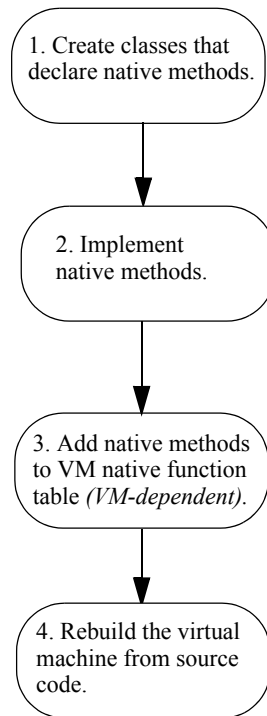 1. Create classes that
declare native methods.
2. Implement
native methods.
3. Add native methods
to VM native function
table (VM-dependent).
4. Rebuild the virtual
machine from source
code.